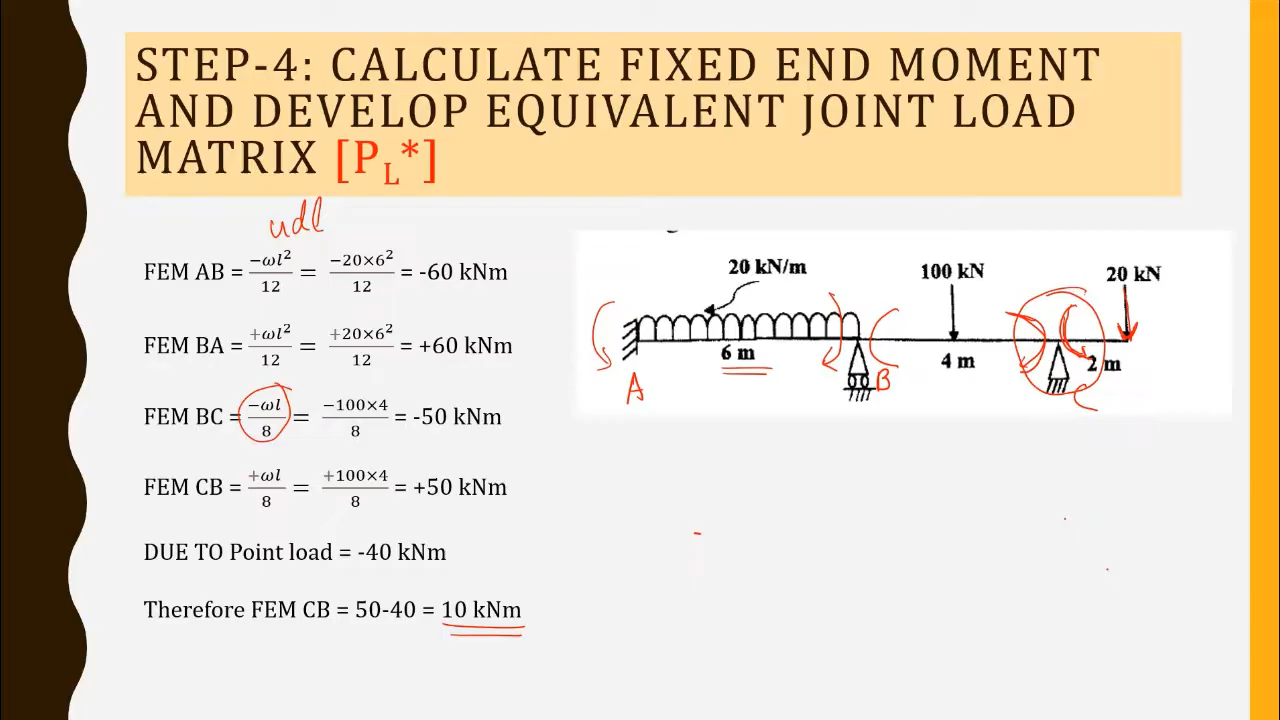 STEP-4: CALCULATE FIXED END MOMENT
AND DEVELOP EQUIVALENT JOINT LOAD
MATRIX [P_L*]
udl
FEM AB = −ωl²/12 = −20×6²/12 = -60 kNm
FEM BA = +ωl²/12 = +20×6²/12 = +60 kNm
FEM BC = −ωl/8 = −100×4/8 = -50 kNm
FEM CB = +ωl/8 = +100×4/8 = +50 kNm
DUE TO Point load = -40 kNm
Therefore FEM CB = 50-40 = 10 kNm
20 kN/m
100 kN
20 kN
6 m
4 m
2 m
A
B
C